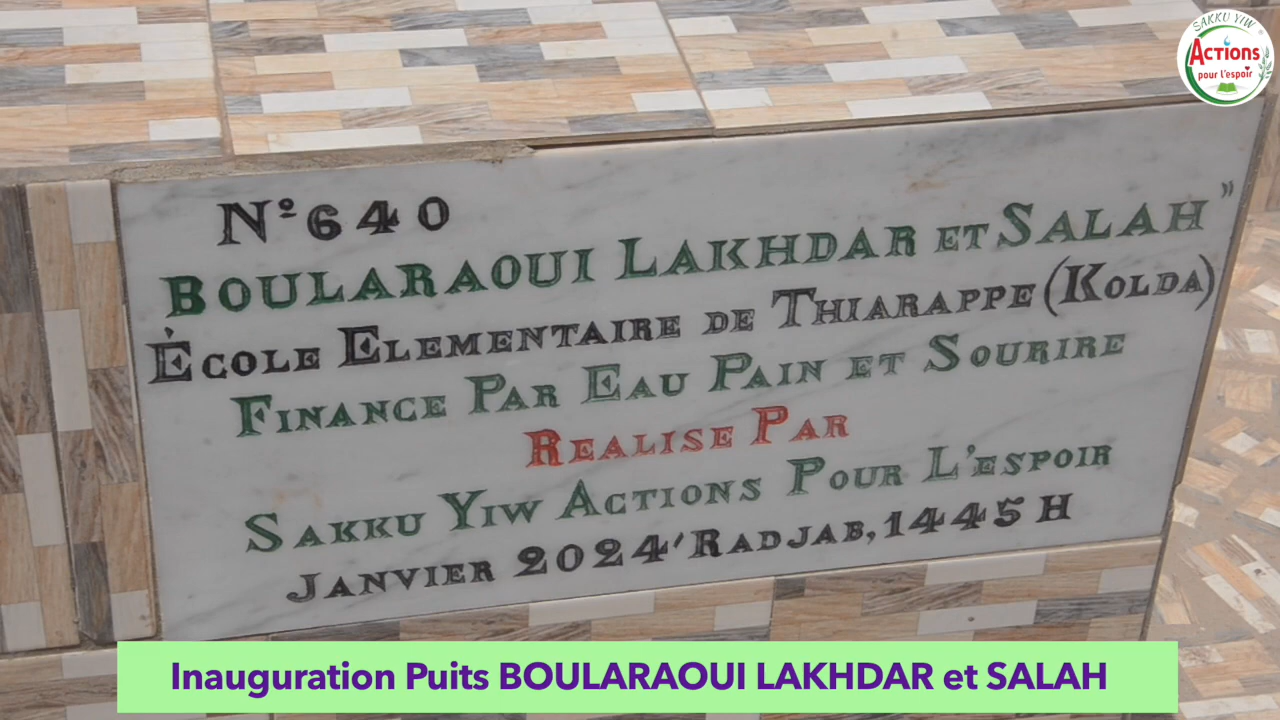 SAKKU YIW
ACTiONS
pour l'espoir
Nº640
BOULARAOUI LAKHDAR ET SALAH"
ÈCOLE ELEMENTAIRE DE THIARAPPE (KOLDA)
FINANCE PAR EAU PAIN ET SOURIRE
REALISE PAR
SAKKU YIW ACTIONS POUR L'ESPOIR
JANVIER 2024'RADJAB,1445H
Inauguration Puits BOULARAOUI LAKHDAR et SALAH